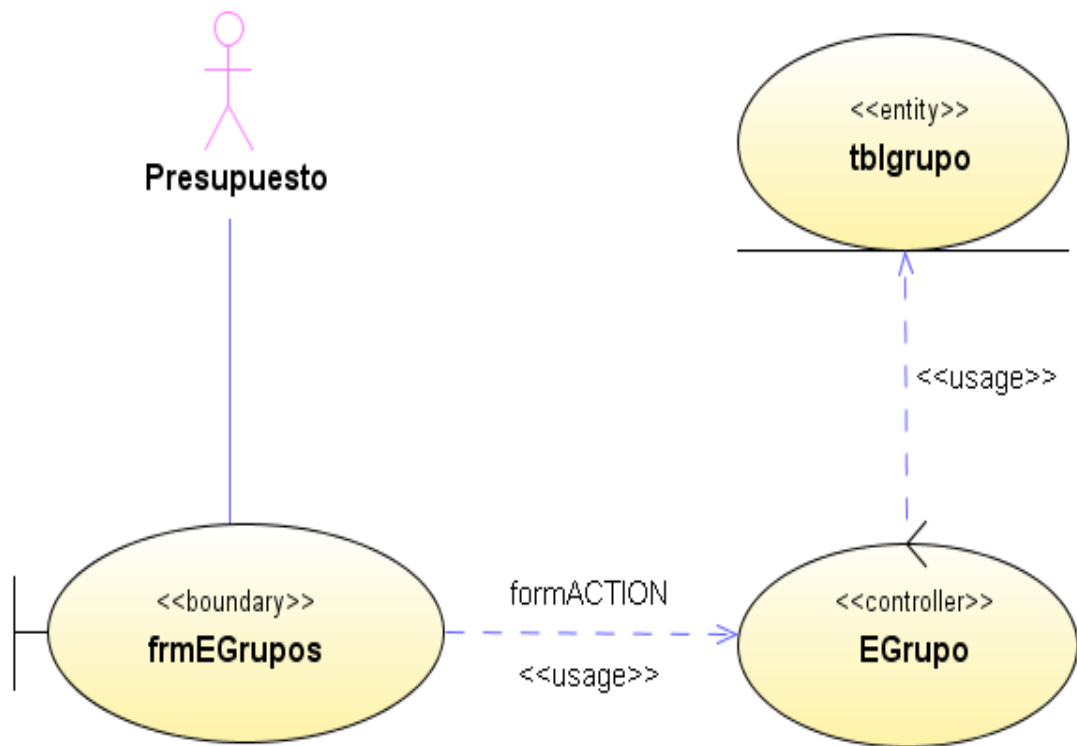 Presupuesto
<<entity>>
tblgrupo
<<usage>>
<<boundary>>
frmEGrupos
formACTION
<<usage>>
<<controller>>
EGrupo